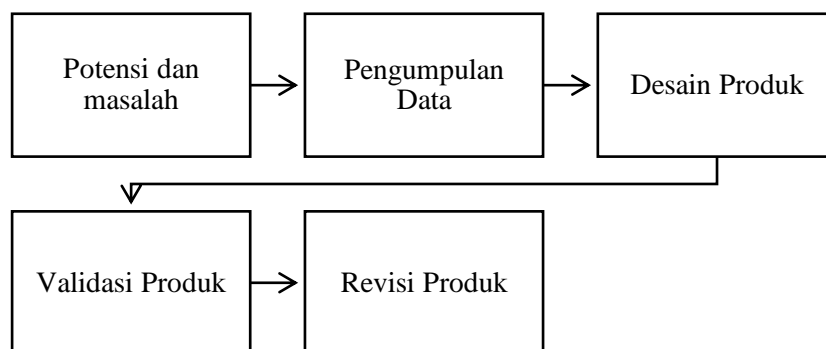 Potensi dan
masalah
Pengumpulan
Data
Desain Produk
Validasi Produk
Revisi Produk